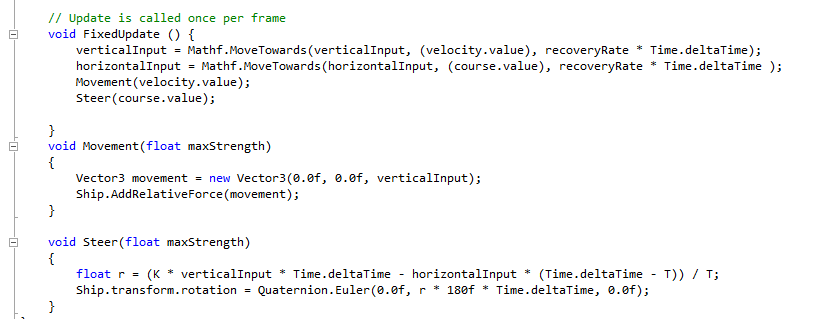 // Update is called once per frame
void FixedUpdate () {
verticalInput = Mathf.MoveTowards(verticalInput, (velocity.value), recoveryRate * Time.deltaTime);
horizontalInput = Mathf.MoveTowards(horizontalInput, (course.value), recoveryRate * Time.deltaTime );
Movement(velocity.value);
Steer(course.value);
}
void Movement(float maxStrength)
{
Vector3 movement = new Vector3(0.0f, 0.0f, verticalInput);
Ship.AddRelativeForce(movement);
}
void Steer(float maxStrength)
{
float r = (K * verticalInput * Time.deltaTime - horizontalInput * (Time.deltaTime - T)) / T;
Ship.transform.rotation = Quaternion.Euler(0.0f, r * 180f * Time.deltaTime, 0.0f);
}